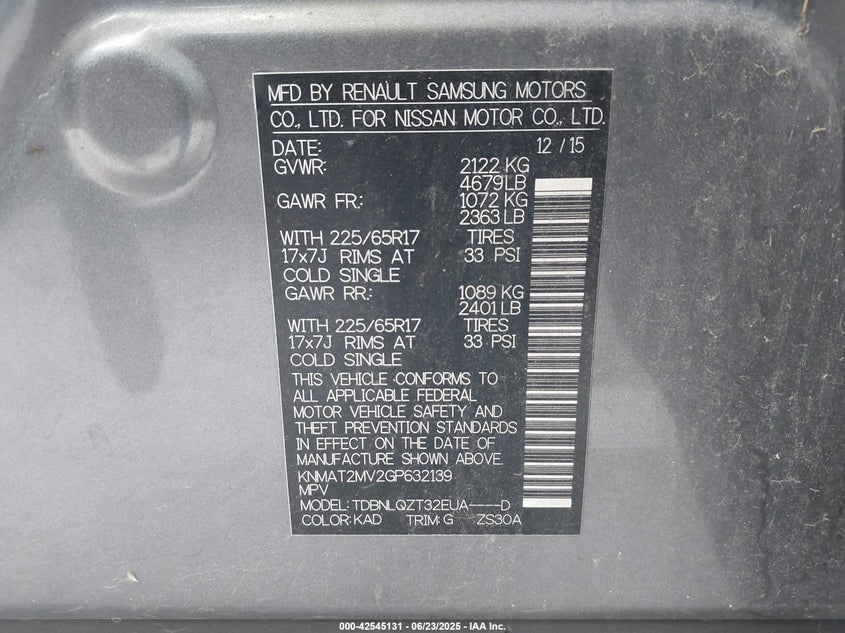 MFD BY RENAULT SAMSUNG MOTORS
CO., LTD. FOR NISSAN MOTOR CO., LTD.
DATE: 12 / 15
GVWR: 2122 KG
4679LB
GAWR FR: 1072 KG
2363 LB
WITH 225/65R17 TIRES
17x7J RIMS AT 33 PSI
COLD SINGLE
GAWR RR.: 1089 KG
2401 LB
WITH 225/65R17 TIRES
17x7J RIMS AT 33 PSI
COLD SINGLE
THIS VEHICLE CONFORMS TO
ALL APPLICABLE FEDERAL
MOTOR VEHICLE SAFETY AND
THEFT PREVENTION STANDARDS
IN EFFECT ON THE DATE OF
MANUFACTURE SHOWN ABOVE.
KNMAT2MV2GP632139
MPV
MODEL: TDBNLQZT32EUA----D
COLOR: KAD TRIM: G ZS30A
000-42545131 - 06/23/2025 - IAA Inc.